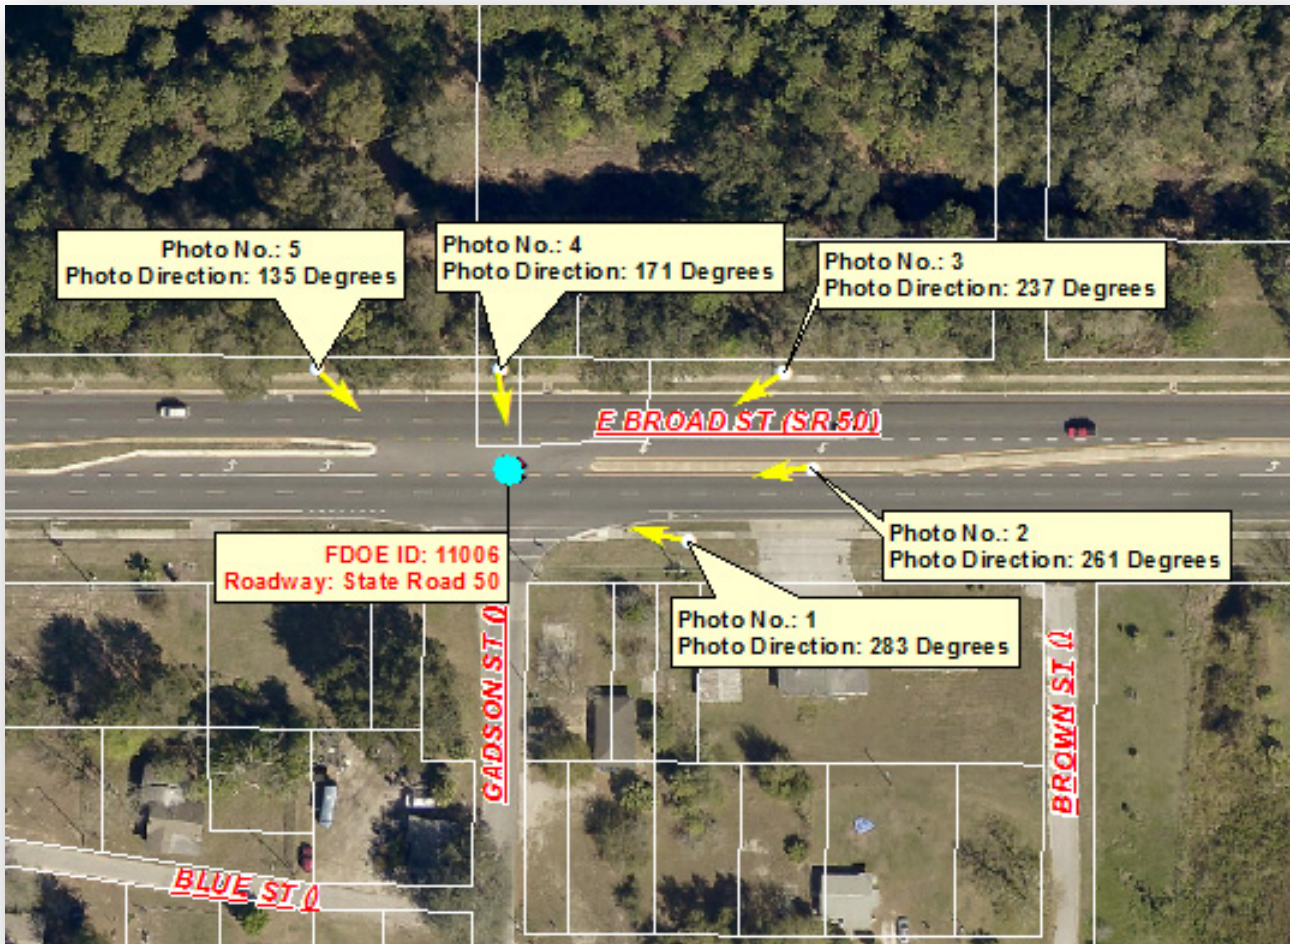 Photo No.: 5
Photo Direction: 135 Degrees
Photo No.: 4
Photo Direction: 171 Degrees
Photo No.: 3
Photo Direction: 237 Degrees
E BROAD ST (SR 50)
Photo No.: 2
Photo Direction: 261 Degrees
FDOE ID: 11006
Roadway: State Road 50
Photo No.: 1
Photo Direction: 283 Degrees
GADSON ST ()
BROWN ST ()
BLUE ST ()